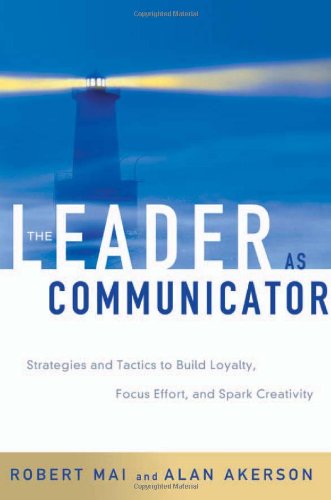 THE LEADER AS
COMMUNICATOR
Strategies and Tactics to Build Loyalty,
Focus Effort, and Spark Creativity
ROBERT MAI and ALAN AKERSON